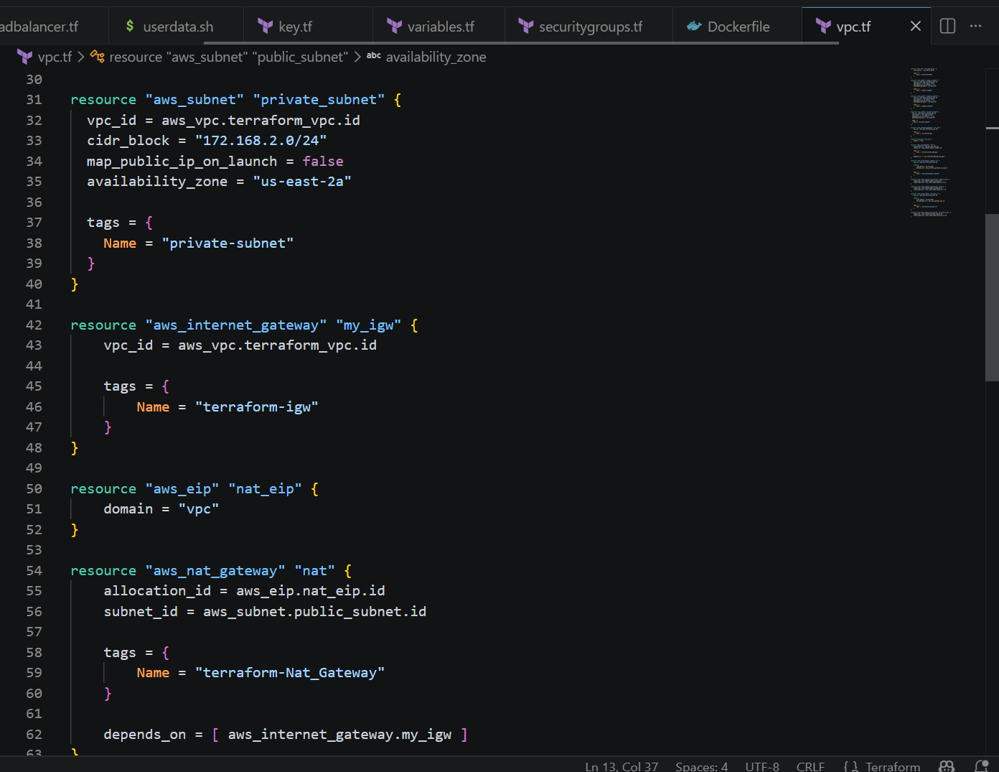 adbalancer.tf
$ userdata.sh
key.tf
variables.tf
securitygroups.tf
Dockerfile
vpc.tf
vpc.tf > resource "aws_subnet" "public_subnet" > abc availability_zone
30
31 resource "aws_subnet" "private_subnet" {
32 vpc_id = aws_vpc.terraform_vpc.id
33 cidr_block = "172.168.2.0/24"
34 map_public_ip_on_launch = false
35 availability_zone = "us-east-2a"
36
37 tags = {
38 Name = "private-subnet"
39 }
40 }
41
42 resource "aws_internet_gateway" "my_igw" {
43 vpc_id = aws_vpc.terraform_vpc.id
44
45 tags = {
46 Name = "terraform-igw"
47 }
48 }
49
50 resource "aws_eip" "nat_eip" {
51 domain = "vpc"
52 }
53
54 resource "aws_nat_gateway" "nat" {
55 allocation_id = aws_eip.nat_eip.id
56 subnet_id = aws_subnet.public_subnet.id
57
58 tags = {
59 Name = "terraform-Nat_Gateway"
60 }
61
62 depends_on = [ aws_internet_gateway.my_igw ]
63 }
Ln 13, Col 37 Spaces: 4 UTF-8 CRLF {} Terraform